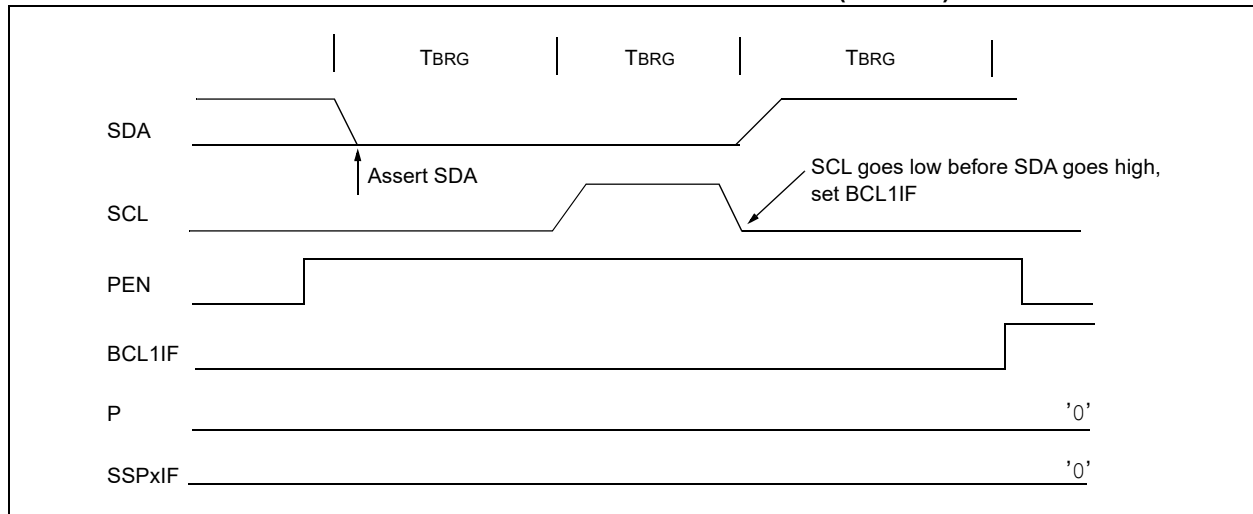 TBRG TBRG TBRG
SDA
Assert SDA
SCL goes low before SDA goes high,
set BCL1IF
SCL
PEN
BCL1IF
P
'0'
SSPxIF
'0'